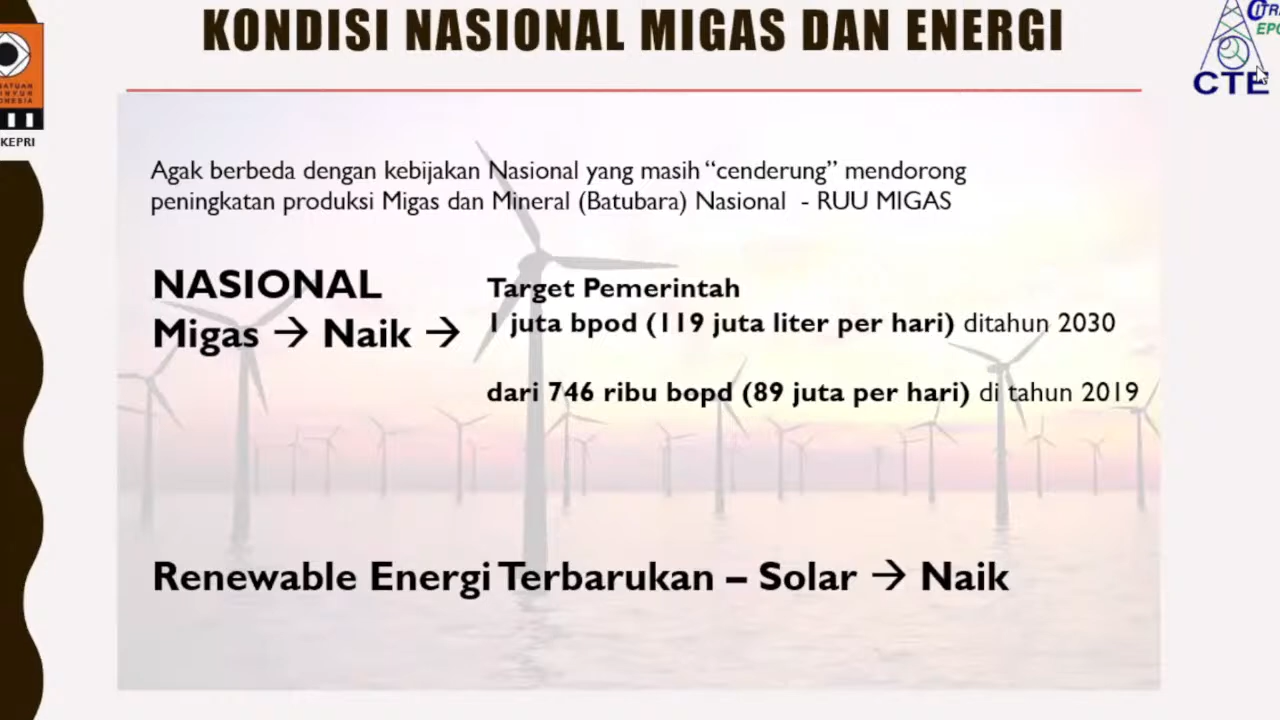 KONDISI NASIONAL MIGAS DAN ENERGI
CTE
KEPRI
Agak berbeda dengan kebijakan Nasional yang masih “cenderung” mendorong
peningkatan produksi Migas dan Mineral (Batubara) Nasional - RUU MIGAS
NASIONAL
Migas → Naik →
Target Pemerintah
1 juta bpod (119 juta liter per hari) ditahun 2030
dari 746 ribu bopd (89 juta per hari) di tahun 2019
Renewable Energi Terbarukan – Solar → Naik